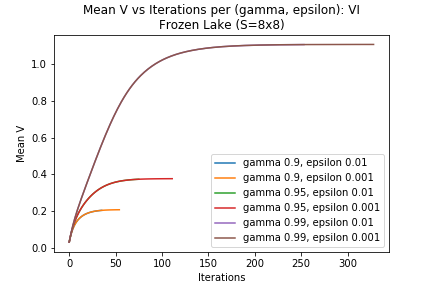 Mean V vs Iterations per (gamma, epsilon): VI
Frozen Lake (S=8x8)
Mean V
1.0
0.8
0.6
0.4
0.2
0.0
gamma 0.9, epsilon 0.01
gamma 0.9, epsilon 0.001
gamma 0.95, epsilon 0.01
gamma 0.95, epsilon 0.001
gamma 0.99, epsilon 0.01
gamma 0.99, epsilon 0.001
0 50 100 150 200 250 300
Iterations